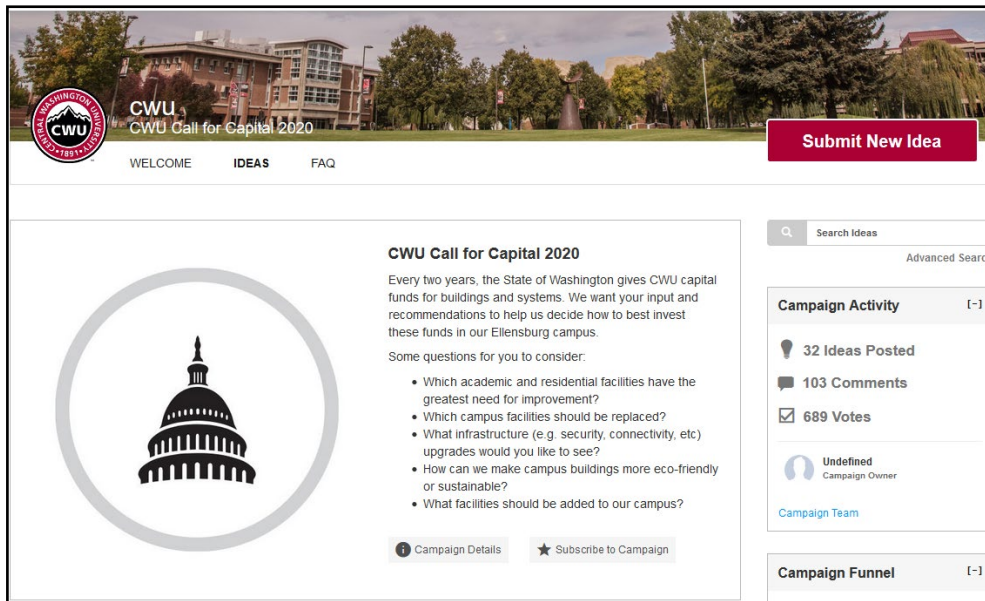 CENTRAL WASHINGTON UNIVERSITY
CWU
•1891•
CWU
CWU Call for Capital 2020
Submit New Idea
WELCOME IDEAS FAQ
Search Ideas
Advanced Searc
CWU Call for Capital 2020
Every two years, the State of Washington gives CWU capital
funds for buildings and systems. We want your input and
recommendations to help us decide how to best invest
these funds in our Ellensburg campus.
Some questions for you to consider:
• Which academic and residential facilities have the
greatest need for improvement?
• Which campus facilities should be replaced?
• What infrastructure (e.g. security, connectivity, etc)
upgrades would you like to see?
• How can we make campus buildings more eco-friendly
or sustainable?
• What facilities should be added to our campus?
Campaign Details Subscribe to Campaign
Campaign Activity [-]
32 Ideas Posted
103 Comments
689 Votes
Undefined
Campaign Owner
Campaign Team
Campaign Funnel [-]